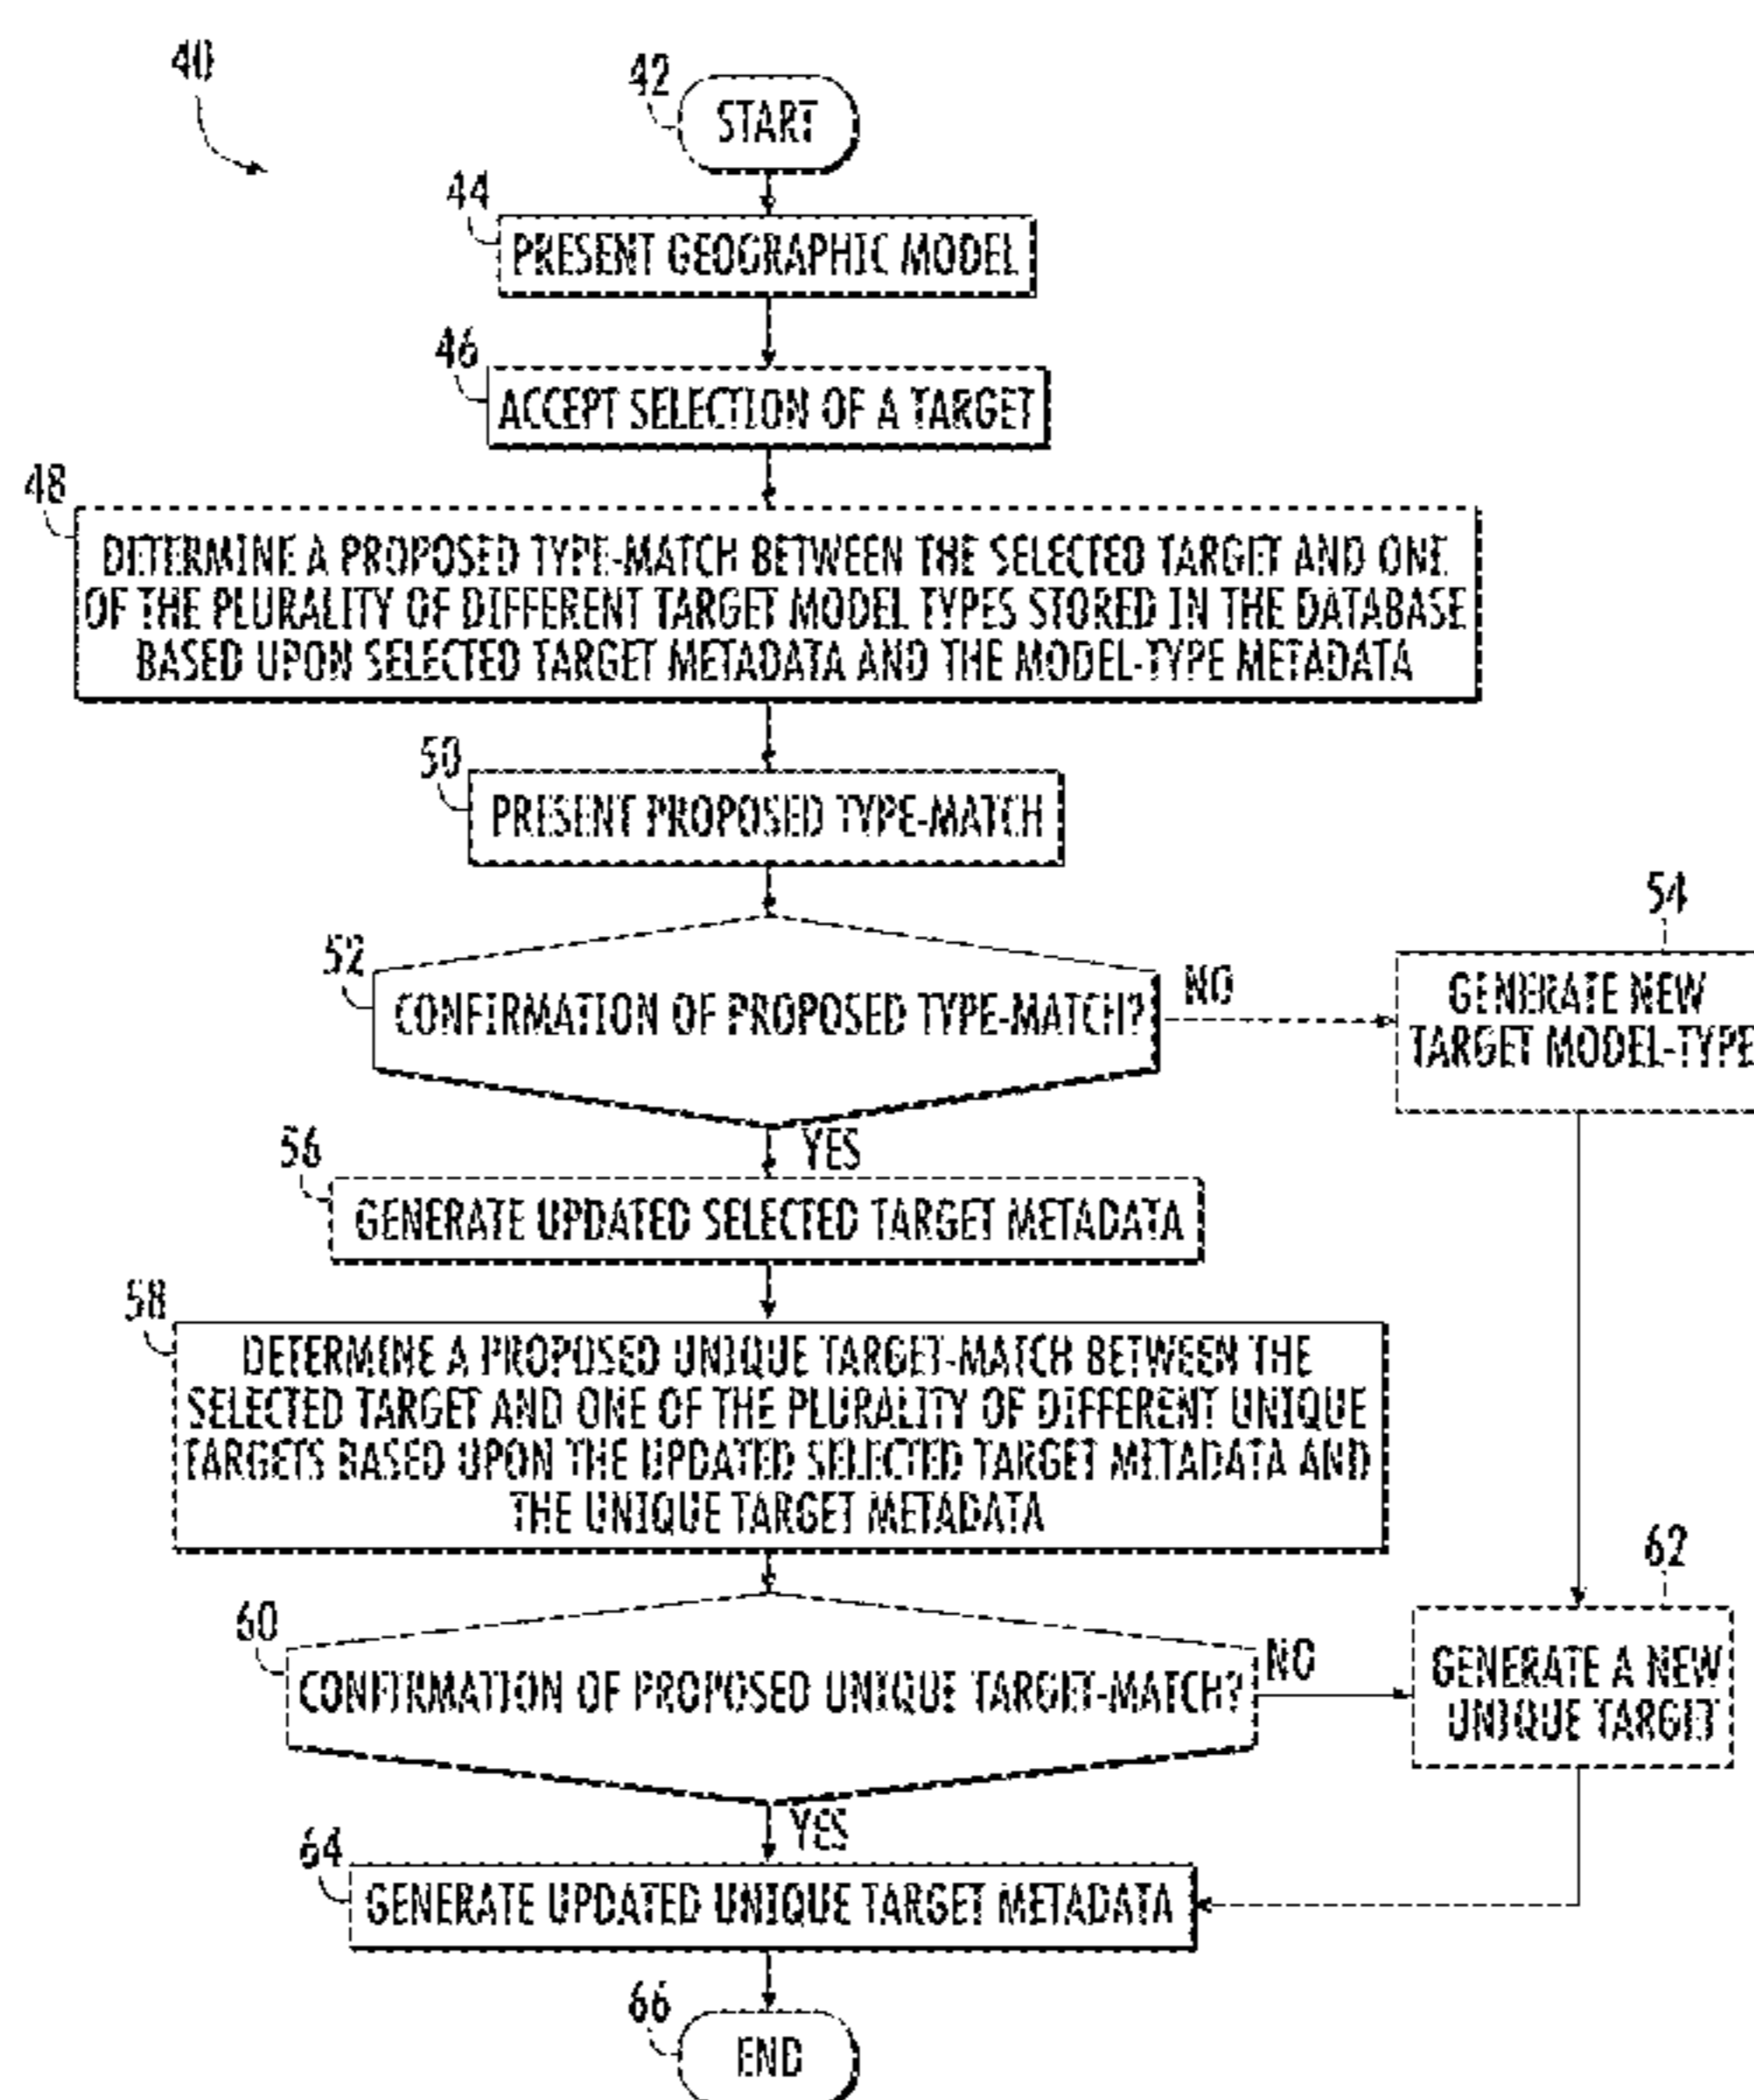 40
42
START
44
PRESENT GEOGRAPHIC MODEL
46
ACCEPT SELECTION OF A TARGET
48
DETERMINE A PROPOSED TYPE-MATCH BETWEEN THE SELECTED TARGET AND ONE
OF THE PLURALITY OF DIFFERENT TARGET MODEL TYPES STORED IN THE DATABASE
BASED UPON SELECTED TARGET METADATA AND THE MODEL-TYPE METADATA
50
PRESENT PROPOSED TYPE-MATCH
52
CONFIRMATION OF PROPOSED TYPE-MATCH?
NO
54
GENERATE NEW
TARGET MODEL-TYPE
YES
56
GENERATE UPDATED SELECTED TARGET METADATA
58
DETERMINE A PROPOSED UNIQUE TARGET-MATCH BETWEEN THE
SELECTED TARGET AND ONE OF THE PLURALITY OF DIFFERENT UNIQUE
TARGETS BASED UPON THE UPDATED SELECTED TARGET METADATA AND
THE UNIQUE TARGET METADATA
60
CONFIRMATION OF PROPOSED UNIQUE TARGET-MATCH?
NO
62
GENERATE A NEW
UNIQUE TARGET
YES
64
GENERATE UPDATED UNIQUE TARGET METADATA
66
END